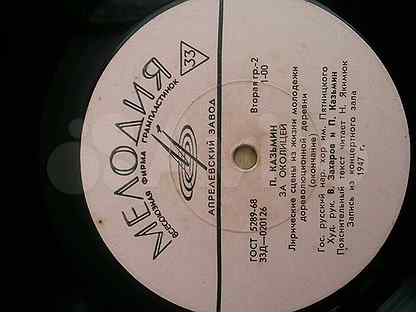 МЕЛОДИЯ
ВСЕСОЮЗНАЯ ФИРМА ГРАМПЛАСТИНОК
33
АПРЕЛЕВСКИЙ ЗАВОД
ГОСТ 5289-68
33Д—020126
Вторая гр.-2
1-00
П. КАЗЬМИН
ЗА ОКОЛИЦЕЙ
Лирические сцены из жизни молодежи
дореволюционной деревни
(окончание)
Гос. русский нар. хор им. Пятницкого
Худ. рук. В. Захаров и П. Казьмин
Пояснительный текст читает Н. Якимюк
Запись из концертного зала
1947 г.